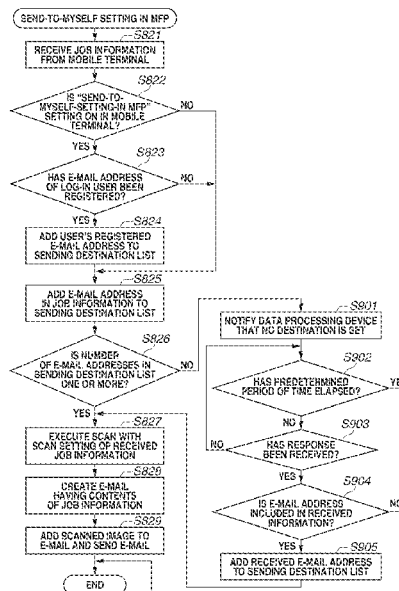 SEND-TO-MYSELF SETTING IN MFP
S821
RECEIVE JOB INFORMATION
FROM MOBILE TERMINAL
S822
IS "SEND-TO-
MYSELF-SETTING-IN MFP"
SETTING ON IN MOBILE
TERMINAL?
NO
YES
S823
HAS E-MAIL ADDRESS
OF LOG-IN USER BEEN
REGISTERED?
NO
YES
S824
ADD USER'S REGISTERED
E-MAIL ADDRESS TO
SENDING DESTINATION LIST
S825
ADD E-MAIL ADDRESS
IN JOB INFORMATION TO
SENDING DESTINATION LIST
S826
IS NUMBER
OF E-MAIL ADDRESSES IN
SENDING DESTINATION LIST
ONE OR MORE?
NO
YES
S827
EXECUTE SCAN WITH
SCAN SETTING OF RECEIVED
JOB INFORMATION
S828
CREATE E-MAIL
HAVING CONTENTS
OF JOB INFORMATION
S829
ADD SCANNED IMAGE TO
E-MAIL AND SEND E-MAIL
END
S901
NOTIFY DATA PROCESSING DEVICE
THAT NO DESTINATION IS SET
S902
HAS PREDETERMINED
PERIOD OF TIME ELAPSED?
NO
S903
HAS RESPONSE
BEEN RECEIVED?
NO
YES
S904
IS E-MAIL ADDRESS
INCLUDED IN RECEIVED
INFORMATION?
YES
S905
ADD RECEIVED E-MAIL ADDRESS
TO SENDING DESTINATION LIST